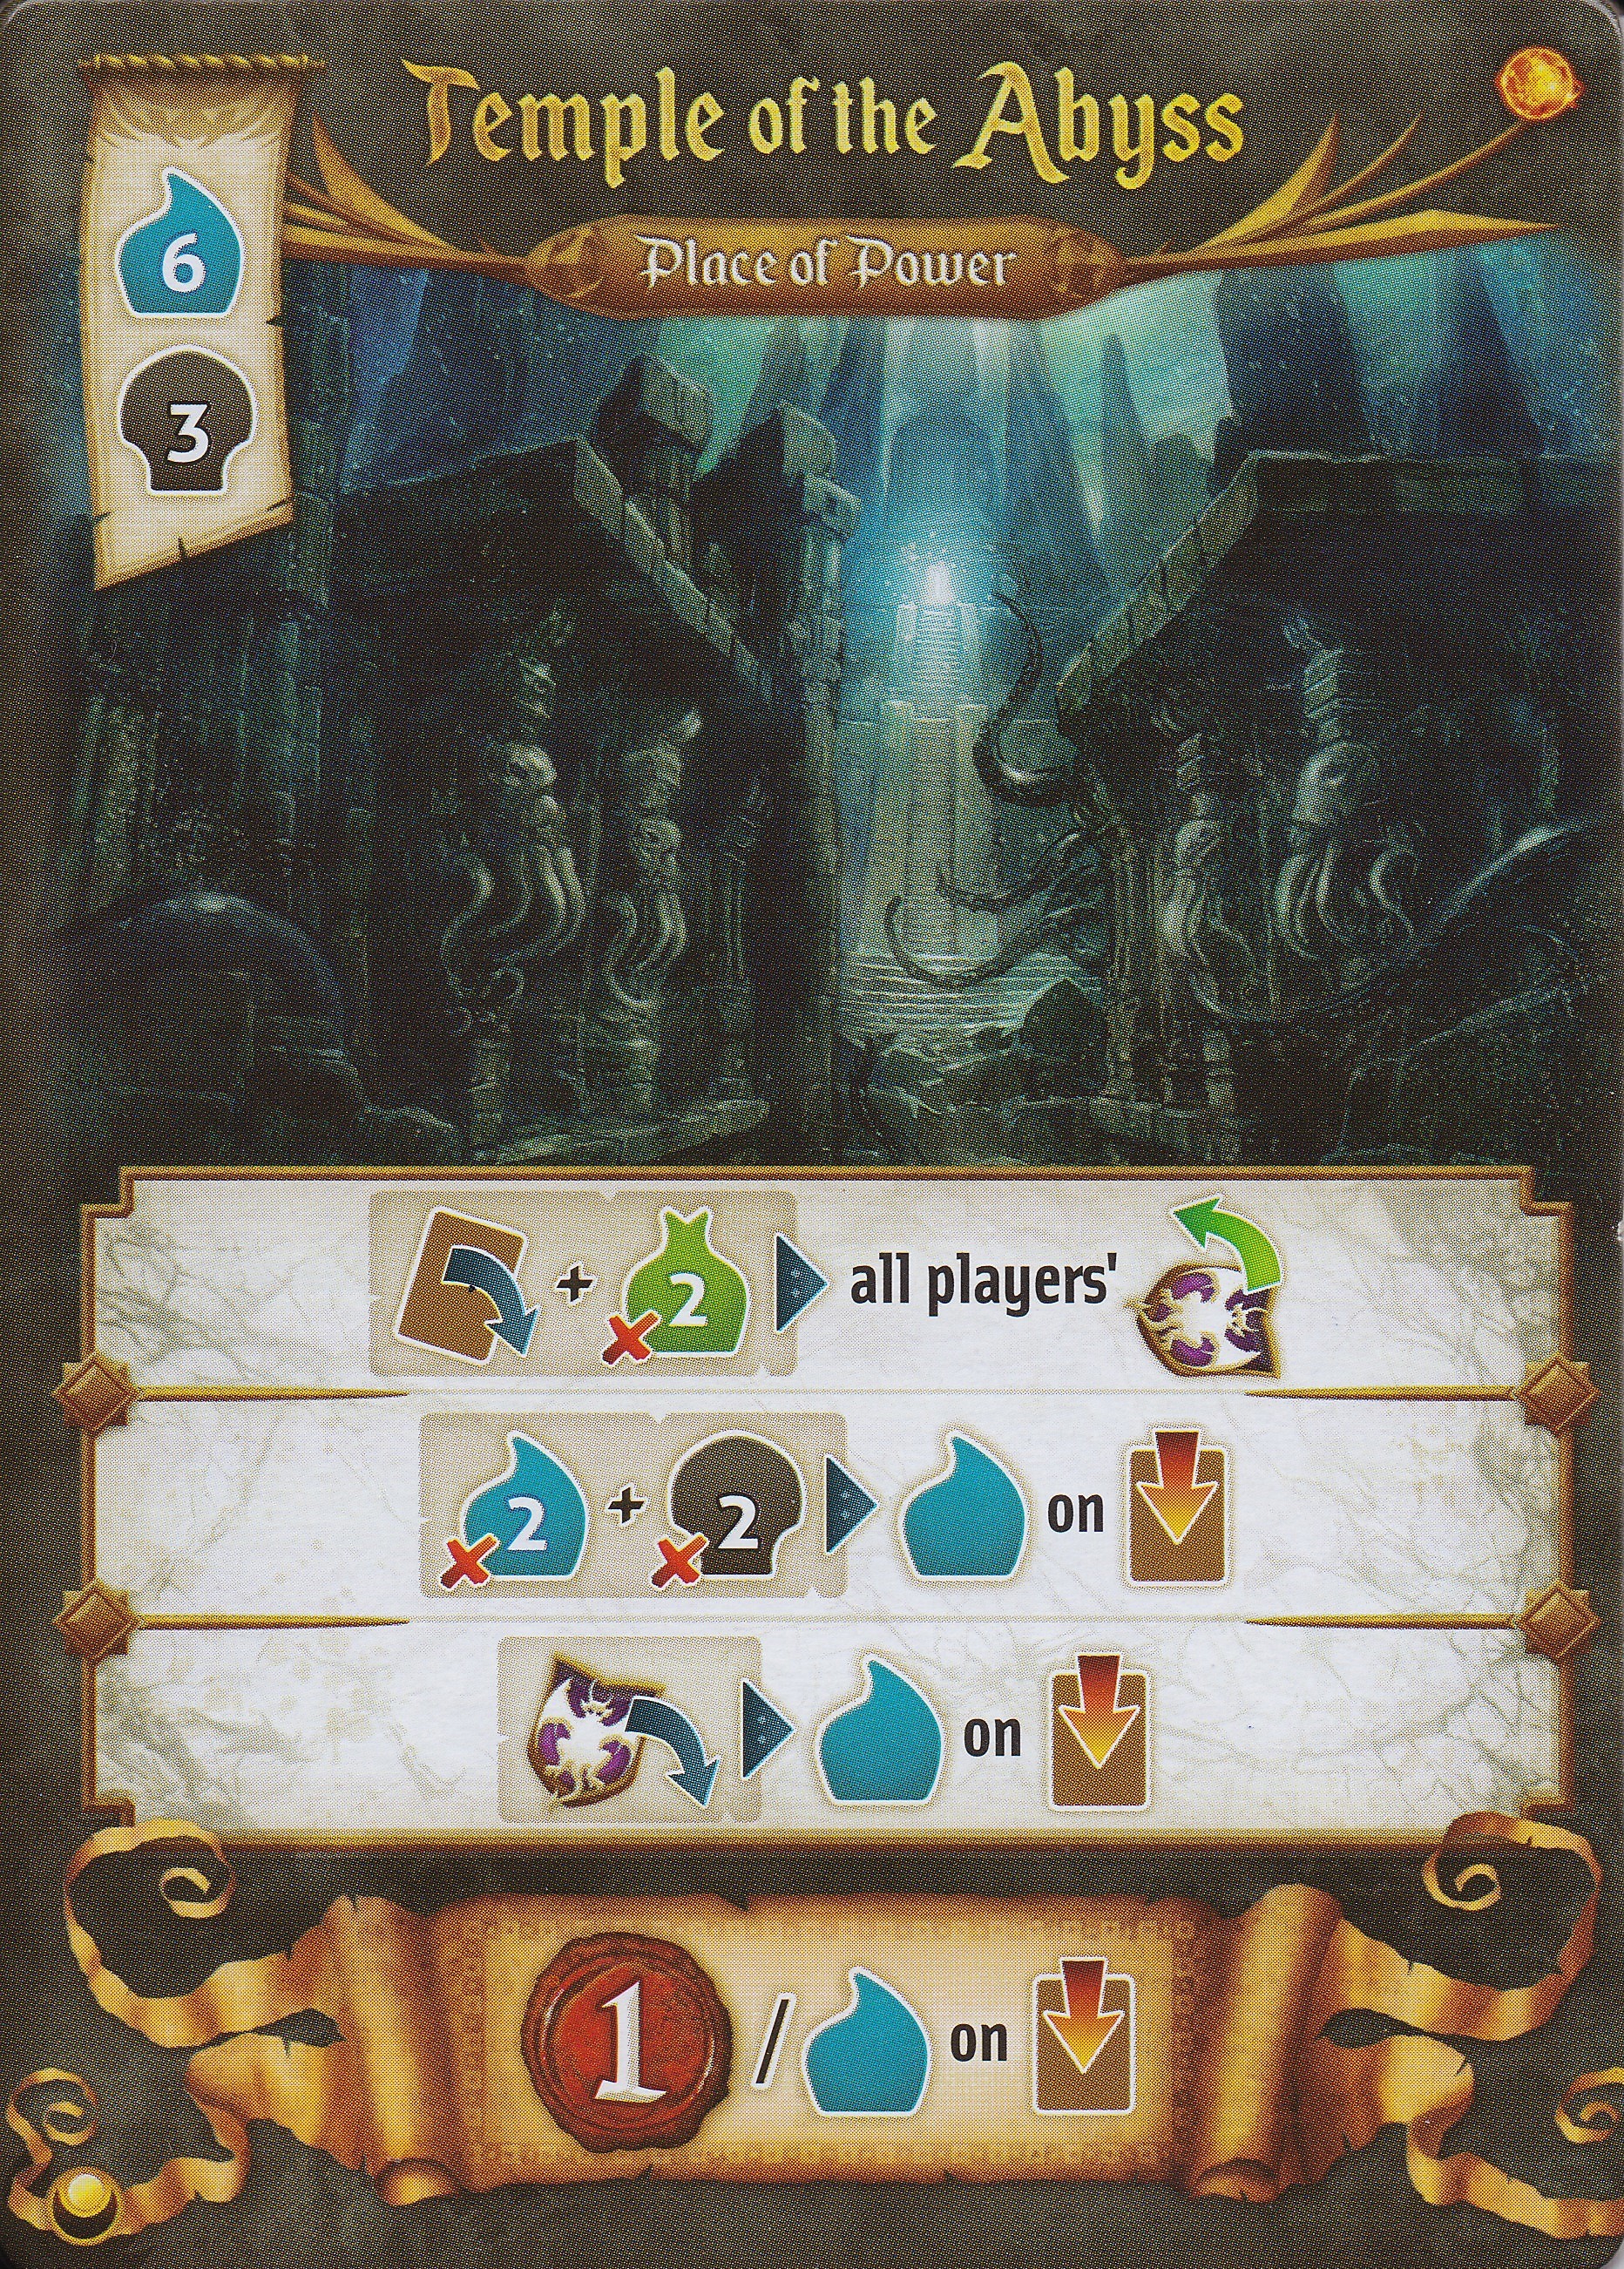 Temple of the Abyss
Place of Power
6
3
+ 2 all players'
2 + 2 on
on
1 / on